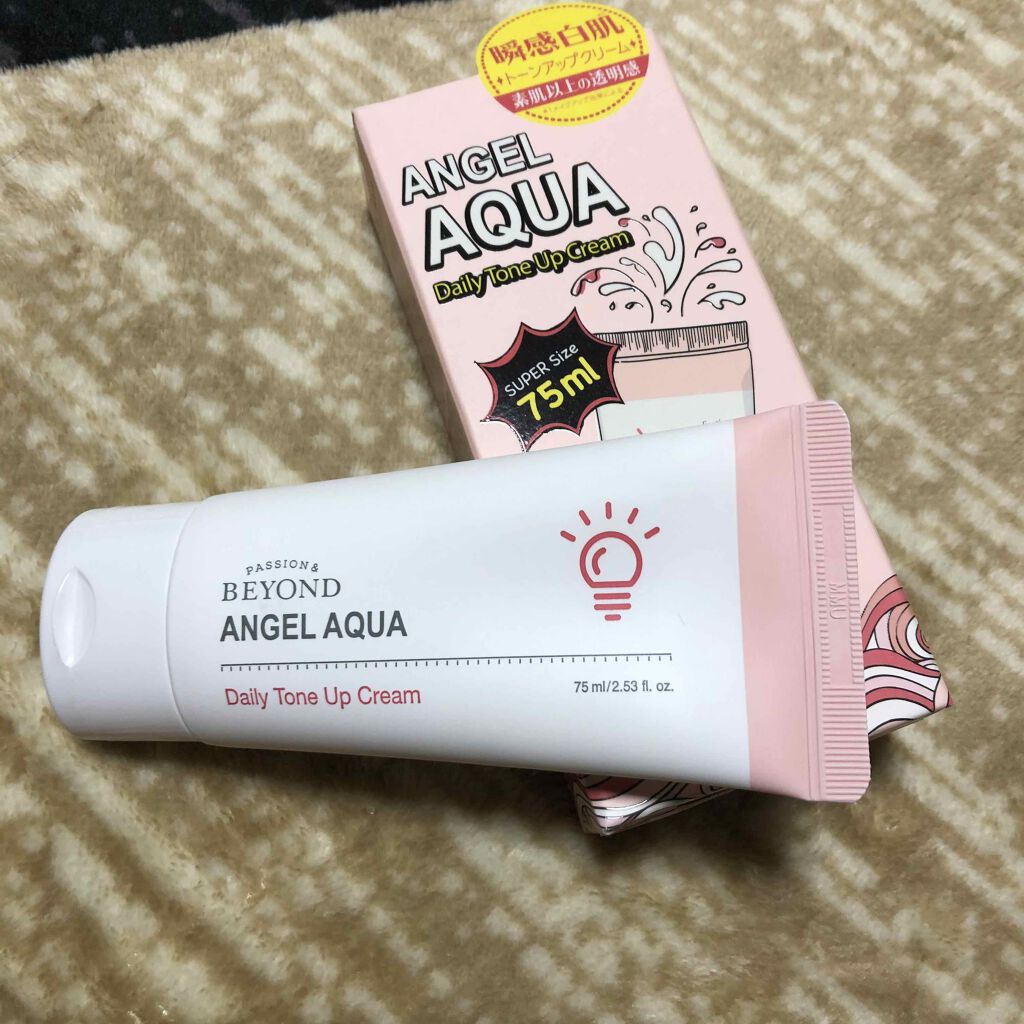 瞬感白肌
トーンアップクリーム
素肌以上の透明感
ANGEL
AQUA
Daily Tone Up Cream
SUPER Size
75ml
PASSION &
BEYOND
ANGEL AQUA
Daily Tone Up Cream
75 ml/2.53 fl. oz.